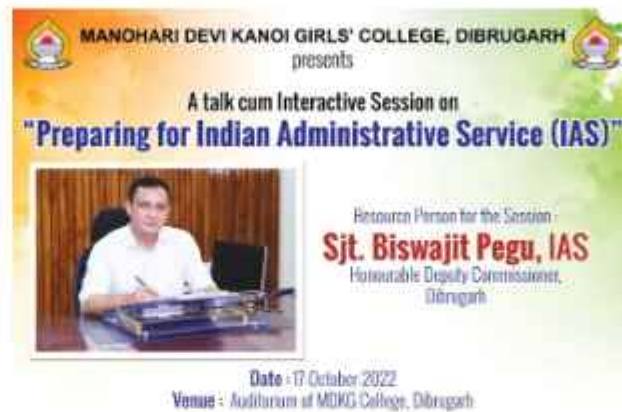 MANOHARI DEVI KANOI GIRLS' COLLEGE, DIBRUGARH
presents
A talk cum Interactive Session on
"Preparing for Indian Administrative Service (IAS)"
Resource Person for the Session :
Sjt. Biswajit Pegu, IAS
Honourable Deputy Commissioner,
Dibrugarh
Date : 17 October 2022
Venue : Auditorium of MDKG College, Dibrugarh